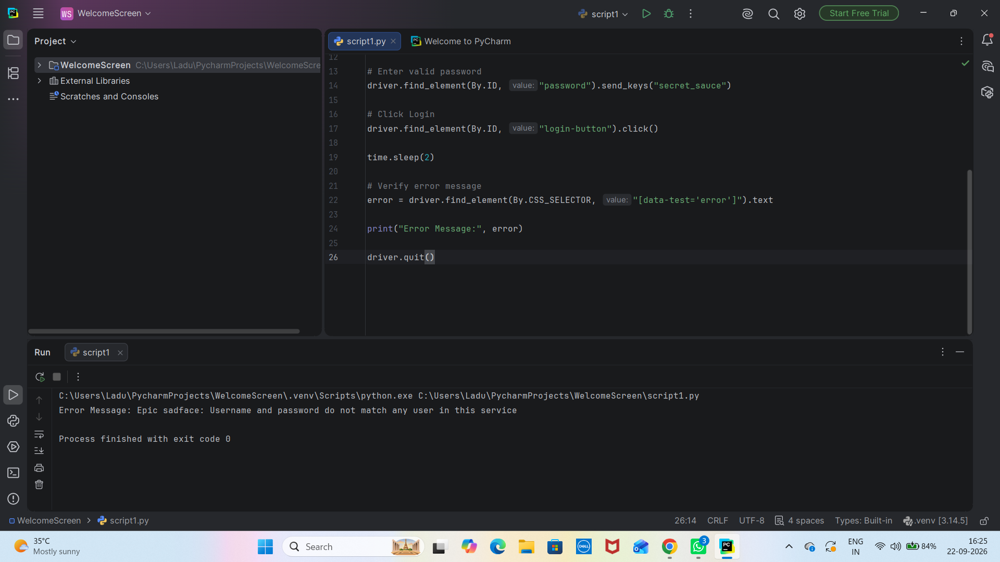 WS WelcomeScreen
script1
Start Free Trial
Project
script1.py
Welcome to PyCharm
WelcomeScreen C:\Users\Ladu\PycharmProjects\WelcomeScre
External Libraries
Scratches and Consoles
12
13 # Enter valid password
14 driver.find_element(By.ID, value: "password").send_keys("secret_sauce")
15
16 # Click Login
17 driver.find_element(By.ID, value: "login-button").click()
18
19 time.sleep(2)
20
21 # Verify error message
22 error = driver.find_element(By.CSS_SELECTOR, value: "[data-test='error']").text
23
24 print("Error Message:", error)
25
26 driver.quit()
Run script1
C:\Users\Ladu\PycharmProjects\WelcomeScreen\.venv\Scripts\python.exe C:\Users\Ladu\PycharmProjects\WelcomeScreen\script1.py
Error Message: Epic sadface: Username and password do not match any user in this service
Process finished with exit code 0
WelcomeScreen > script1.py
26:14 CRLF UTF-8 4 spaces Types: Built-in .venv [3.14.5]
35°C
Mostly sunny
Search
DELL
3
PC
ENG
IN
84%
16:25
22-09-2026